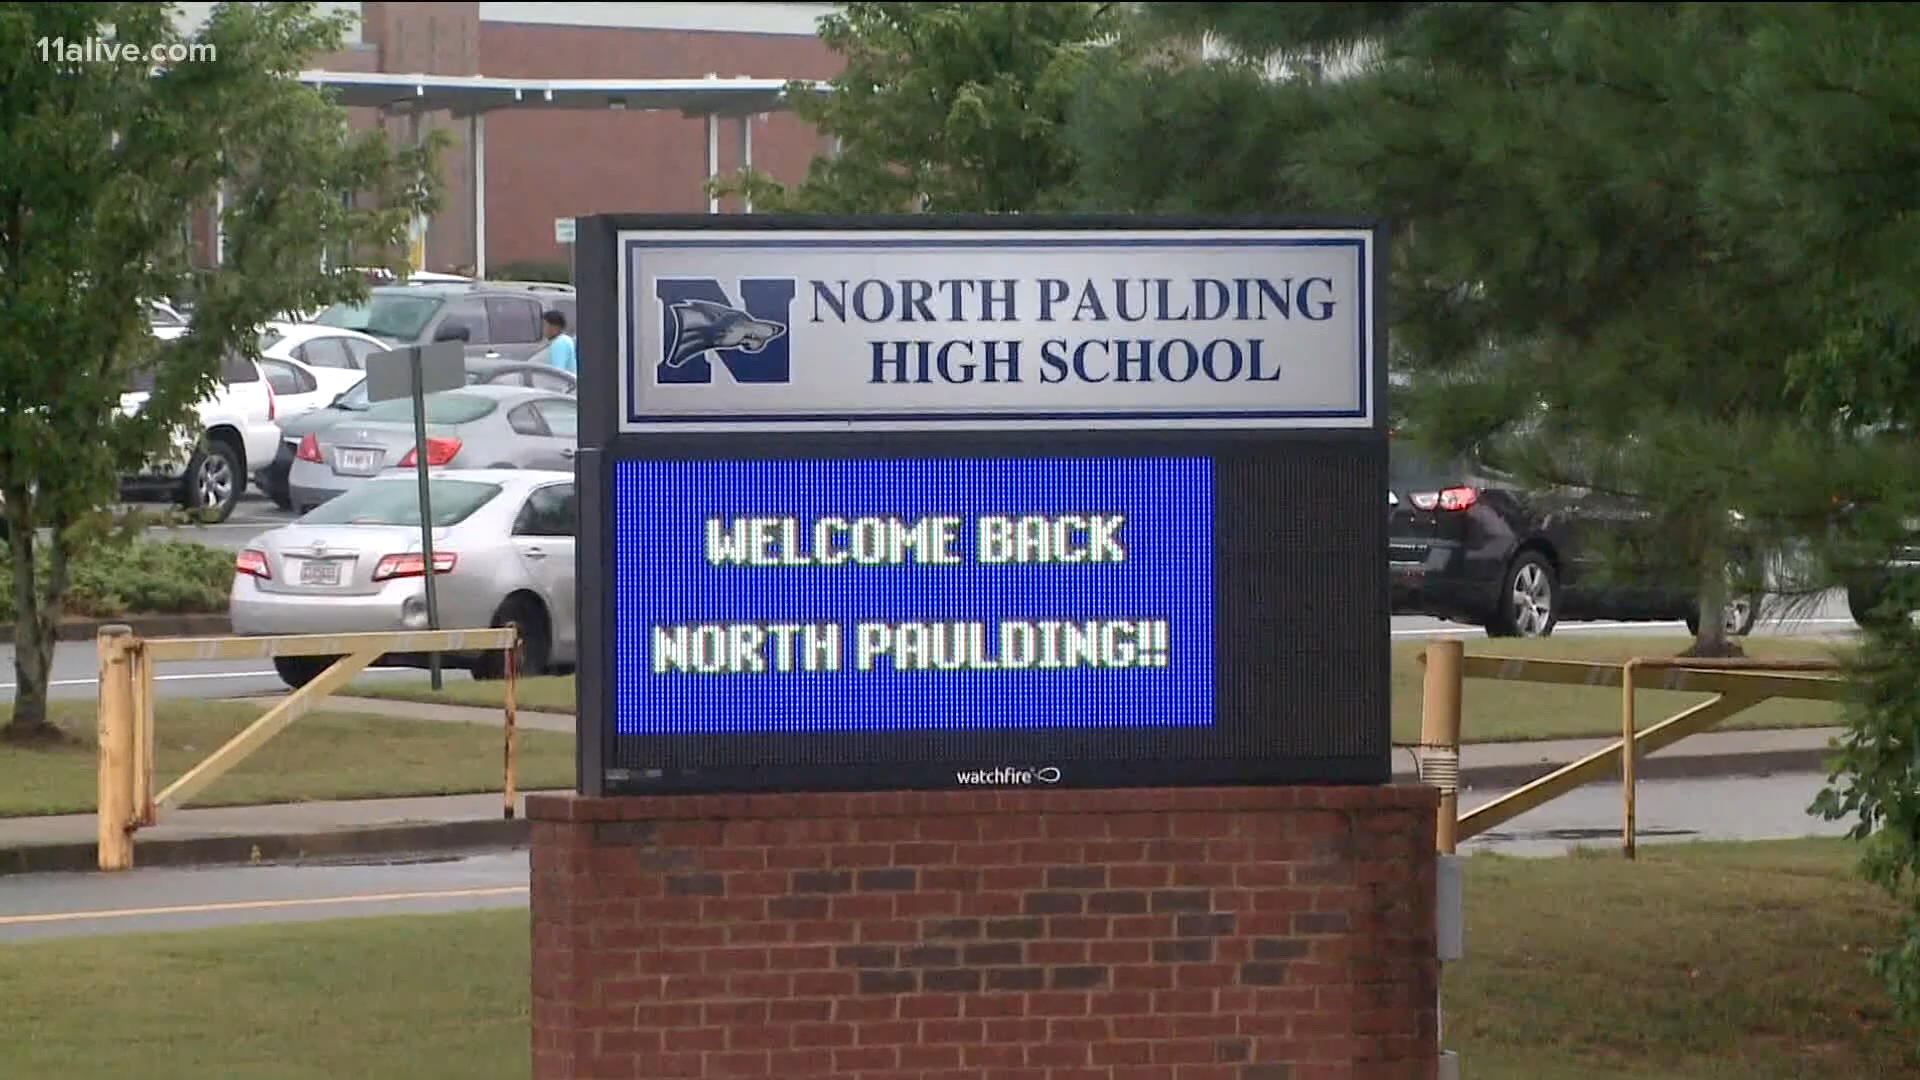 11alive.com
N
NORTH PAULDING
HIGH SCHOOL
WELCOME BACK
NORTH PAULDING!!
watchfire